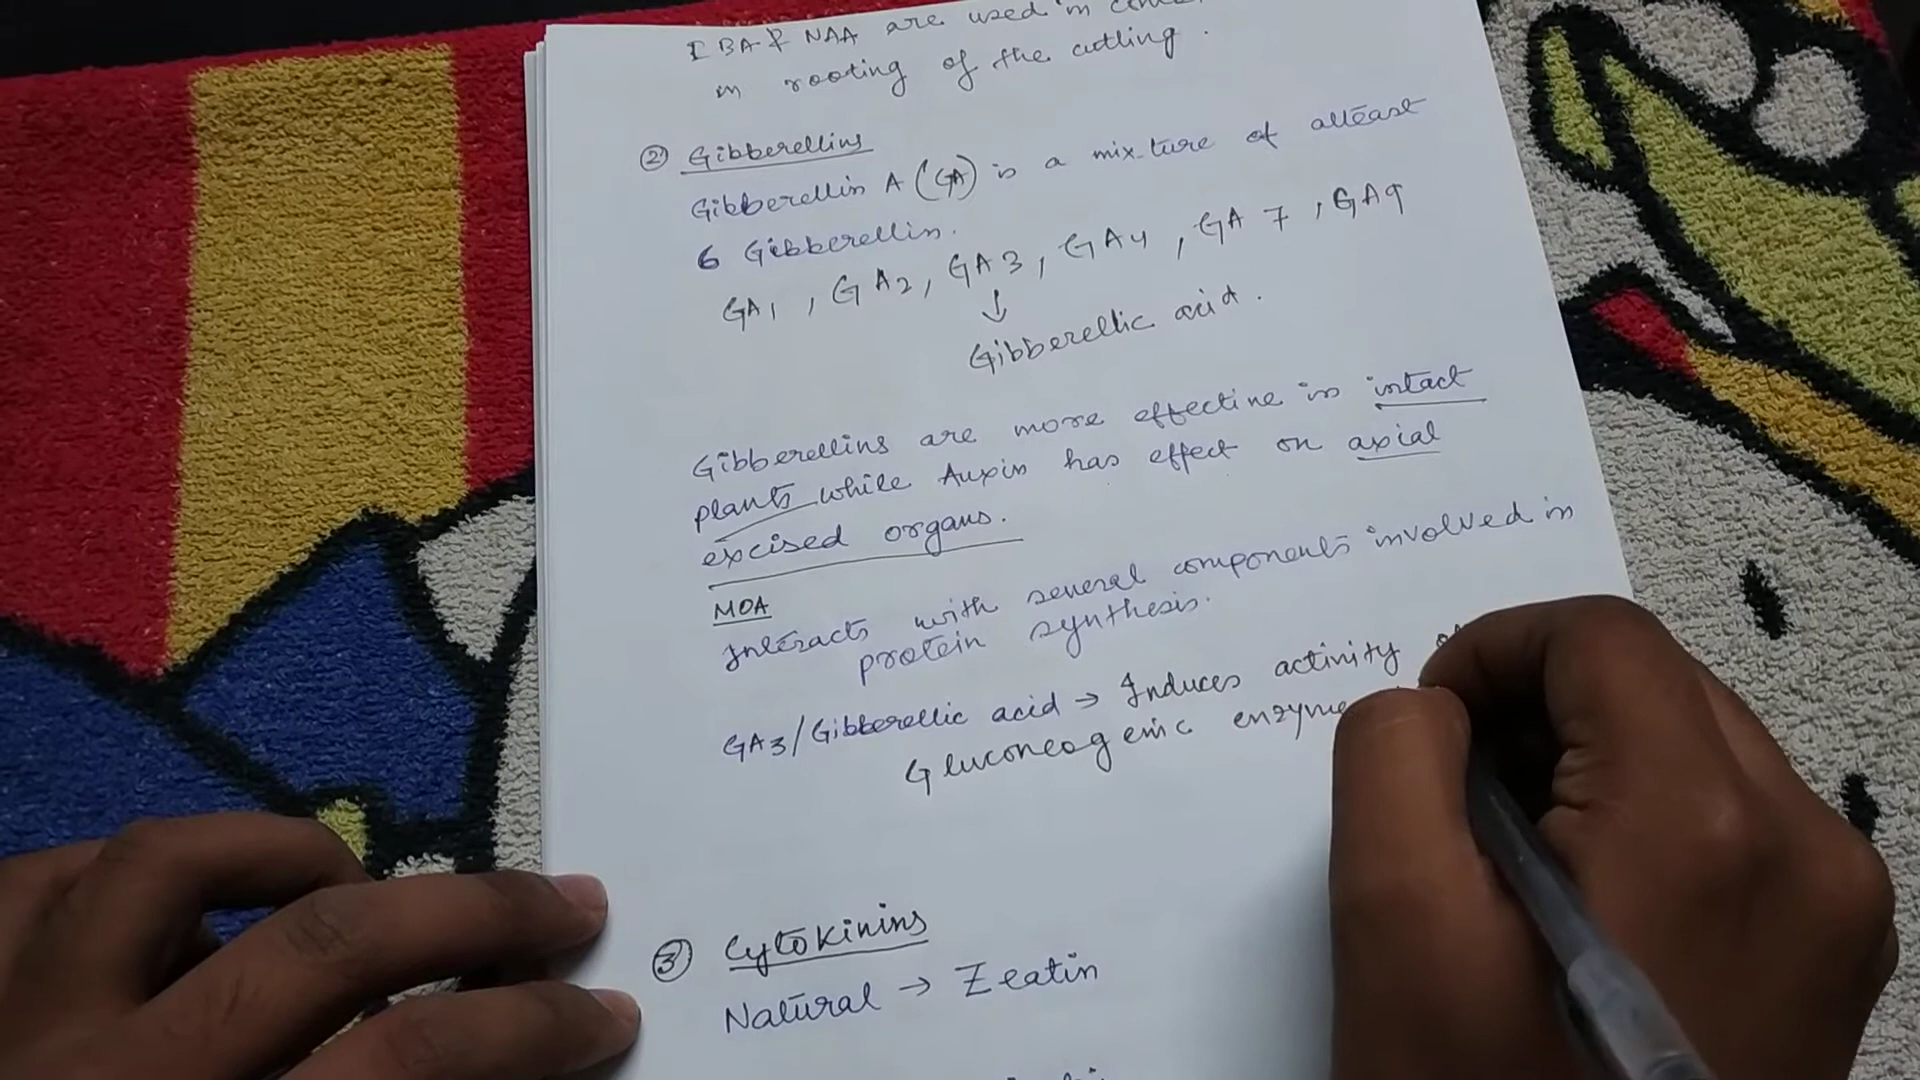 IBA & NAA are used in
in rooting of the cutling.
② Gibberellins
Gibberellin A (GA) is a mixture of atleast
6 Gibberellin.
GA1, GA2, GA3, GA4, GA7, GA9
↓
Gibberellic acid.
Gibberellins are more effective in intact
plants while Auxin has effect on axial
excised organs.
MOA
Interacts with several components involved in
protein synthesis.
GA3/Gibberellic acid → Induces activity
Gluconeogenic enzyme
③ Cytokinins
Natural → Zeatin